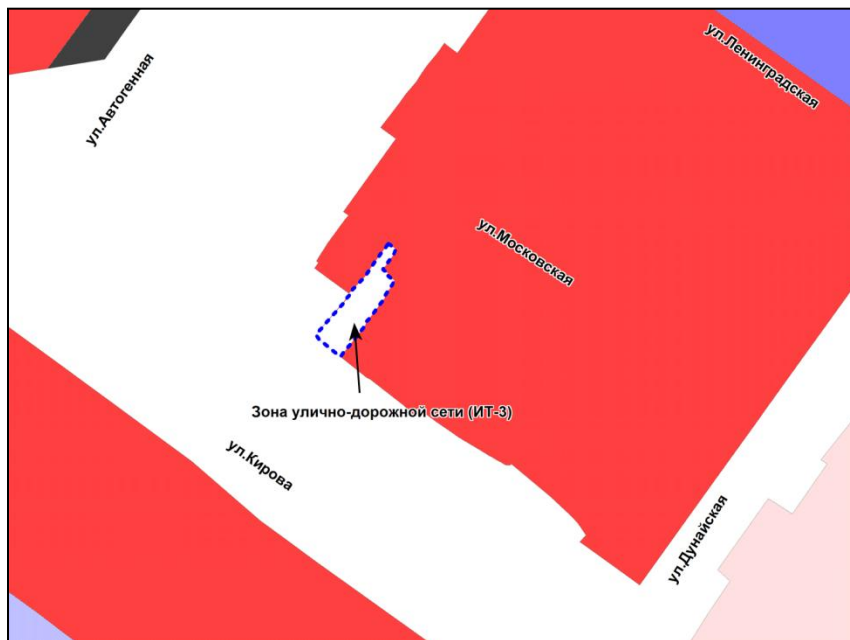 ул.Ленинградская
ул.Автогенная
ул.Московская
Зона улично-дорожной сети (ИТ-3)
ул.Кирова
ул.Дунайская